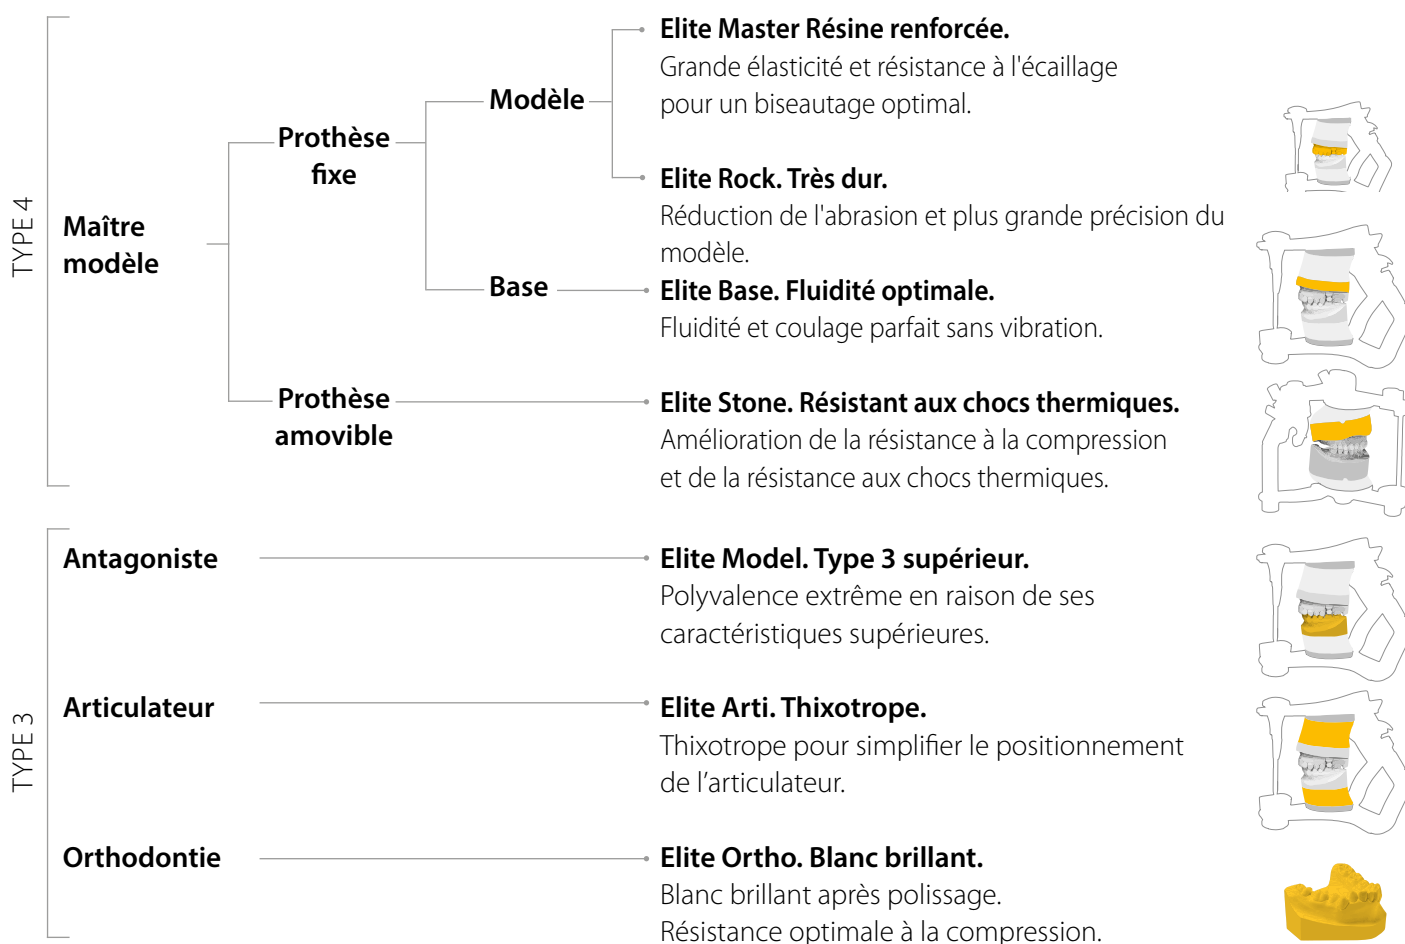 TYPE 4
Maître
modèle
Prothèse
fixe
Modèle
Elite Master Résine renforcée.
Grande élasticité et résistance à l'écaillage
pour un biseautage optimal.
Elite Rock. Très dur.
Réduction de l'abrasion et plus grande précision du
modèle.
Base
Elite Base. Fluidité optimale.
Fluidité et coulage parfait sans vibration.
Prothèse
amovible
Elite Stone. Résistant aux chocs thermiques.
Amélioration de la résistance à la compression
et de la résistance aux chocs thermiques.
TYPE 3
Antagoniste
Elite Model. Type 3 supérieur.
Polyvalence extrême en raison de ses
caractéristiques supérieures.
Articulateur
Elite Arti. Thixotrope.
Thixotrope pour simplifier le positionnement
de l’articulateur.
Orthodontie
Elite Ortho. Blanc brillant.
Blanc brillant après polissage.
Résistance optimale à la compression.